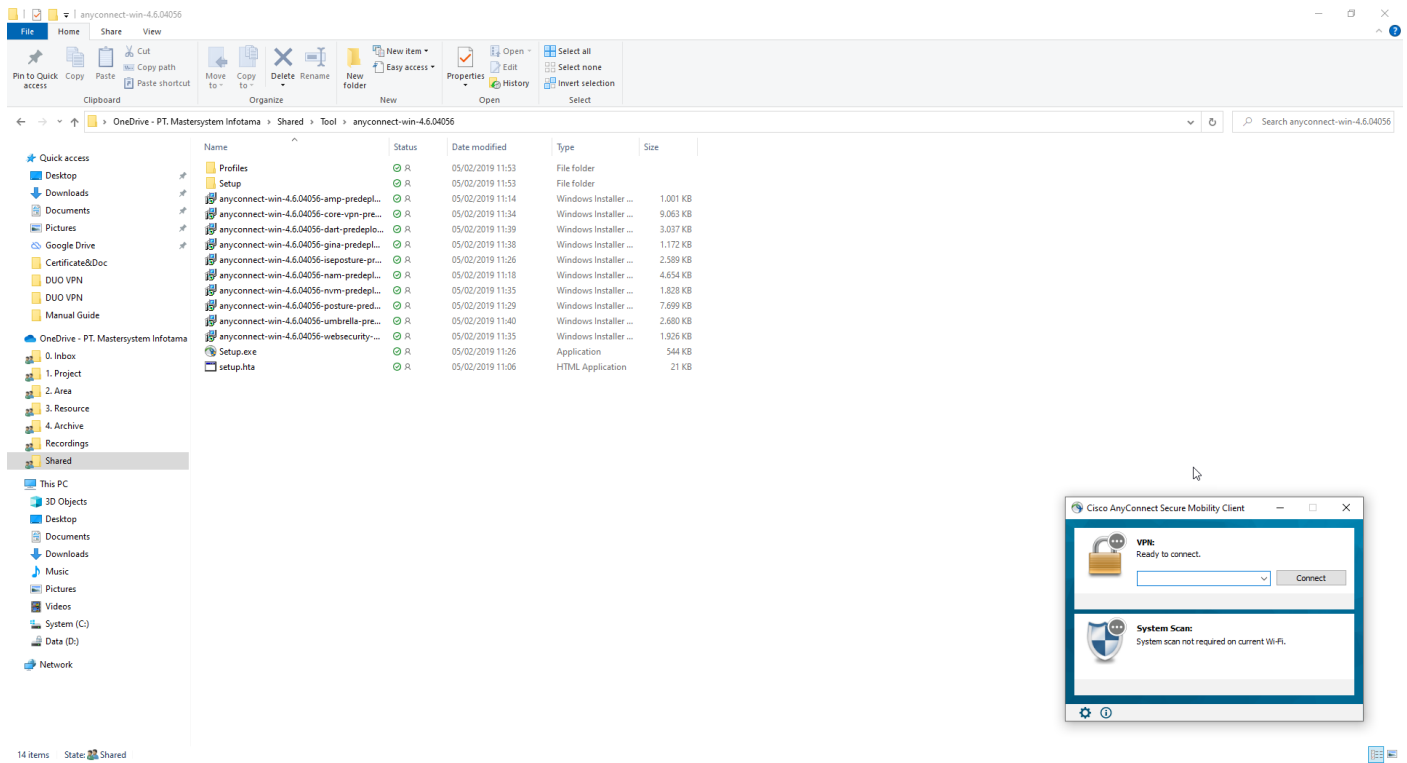 anyconnect-win-4.6.04056
File Home Share View
Pin to Quick access
Copy
Paste
Cut
Copy path
Paste shortcut
Clipboard
Move to
Copy to
Delete
Rename
Organize
New folder
New item
Easy access
New
Properties
Open
Edit
History
Open
Select all
Select none
Invert selection
Select
OneDrive - PT. Mastersystem Infotama > Shared > Tool > anyconnect-win-4.6.04056
Search anyconnect-win-4.6.04056
Quick access
Desktop
Downloads
Documents
Pictures
Google Drive
Certificate&Doc
DUO VPN
DUO VPN
Manual Guide
OneDrive - PT. Mastersystem Infotama
0. Inbox
1. Project
2. Area
3. Resource
4. Archive
Recordings
Shared
This PC
3D Objects
Desktop
Documents
Downloads
Music
Pictures
Videos
System (C:)
Data (D:)
Network
Name Status Date modified Type Size
Profiles 05/02/2019 11:53 File folder
Setup 05/02/2019 11:53 File folder
anyconnect-win-4.6.04056-amp-predepl... 05/02/2019 11:14 Windows Installer ... 1.001 KB
anyconnect-win-4.6.04056-core-vpn-pre... 05/02/2019 11:34 Windows Installer ... 9.063 KB
anyconnect-win-4.6.04056-dart-predeplo... 05/02/2019 11:39 Windows Installer ... 3.037 KB
anyconnect-win-4.6.04056-gina-predepl... 05/02/2019 11:38 Windows Installer ... 1.172 KB
anyconnect-win-4.6.04056-iseposture-pr... 05/02/2019 11:26 Windows Installer ... 2.589 KB
anyconnect-win-4.6.04056-nam-predepl... 05/02/2019 11:18 Windows Installer ... 4.654 KB
anyconnect-win-4.6.04056-nvm-predepl... 05/02/2019 11:35 Windows Installer ... 1.828 KB
anyconnect-win-4.6.04056-posture-pred... 05/02/2019 11:29 Windows Installer ... 7.699 KB
anyconnect-win-4.6.04056-umbrella-pre... 05/02/2019 11:40 Windows Installer ... 2.680 KB
anyconnect-win-4.6.04056-websecurity-... 05/02/2019 11:35 Windows Installer ... 1.926 KB
Setup.exe 05/02/2019 11:26 Application 544 KB
setup.hta 05/02/2019 11:06 HTML Application 21 KB
Cisco AnyConnect Secure Mobility Client
VPN:
Ready to connect.
Connect
System Scan:
System scan not required on current Wi-Fi.
14 items State: Shared